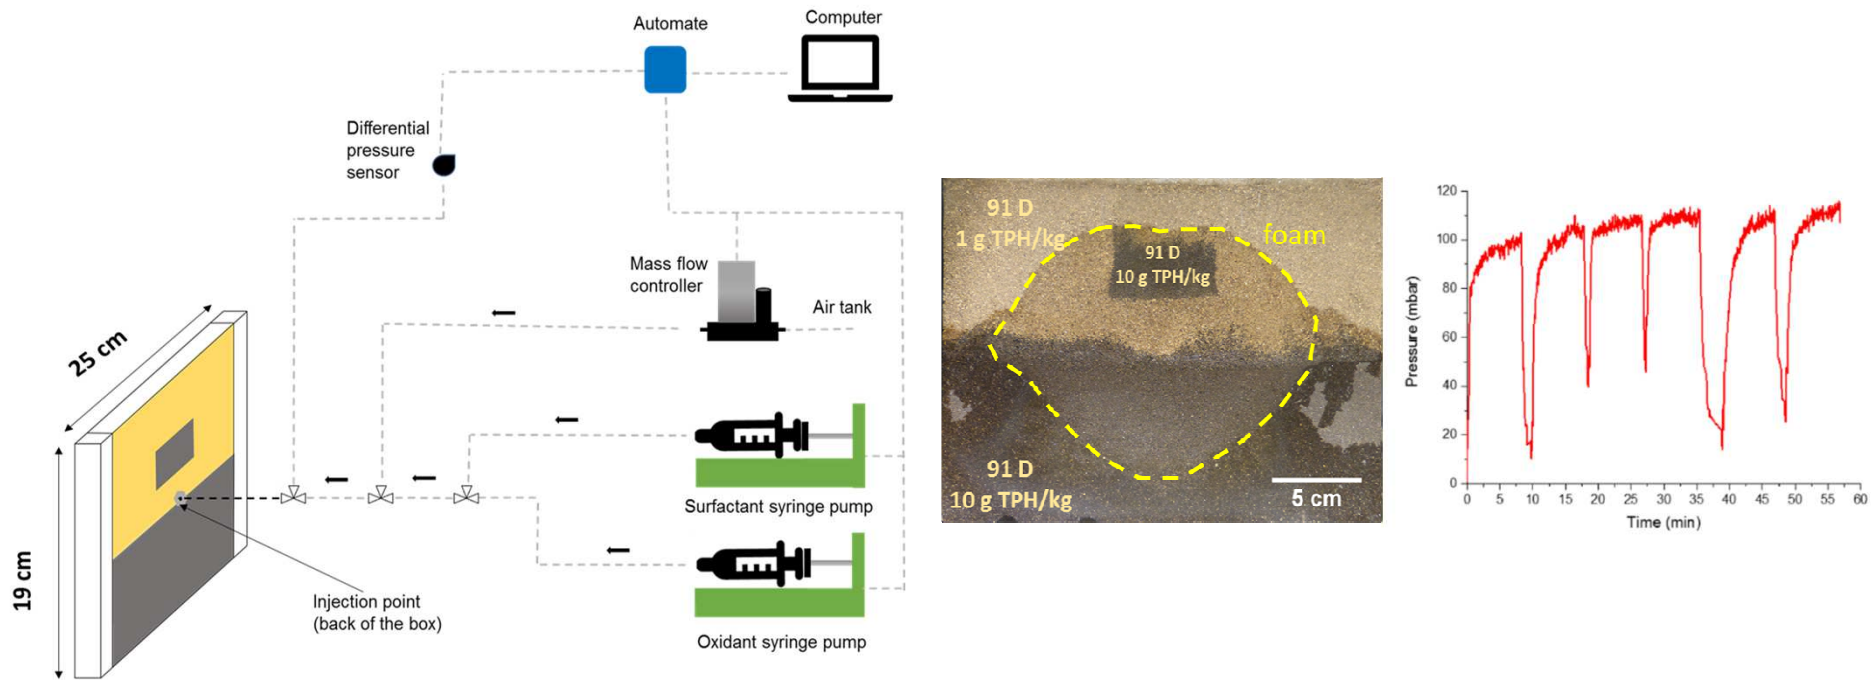 Automate
Computer
Differential
pressure
sensor
Mass flow
controller
Air tank
25 cm
19 cm
Surfactant syringe pump
Injection point
(back of the box)
Oxidant syringe pump
91 D
1 g TPH/kg
foam
91 D
10 g TPH/kg
91 D
10 g TPH/kg
5 cm
Pressure (mbar)
120
100
80
60
40
20
0
0 5 10 15 20 25 30 35 40 45 50 55 60
Time (min)